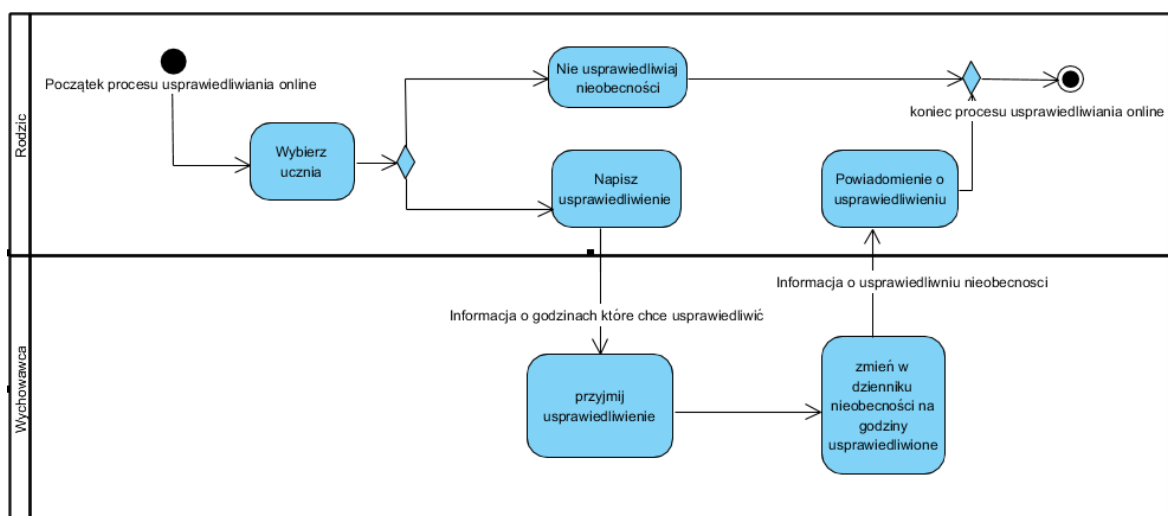 Rodzic
Początek procesu usprawiedliwiania online
Wybierz
ucznia
Nie usprawiedliwiaj
nieobecności
Napisz
usprawiedliwienie
koniec procesu usprawiedliwiania online
Powiadomienie o
usprawiedliwieniu
Wychowawca
Informacja o godzinach które chce usprawiedliwić
przyjmij
usprawiedliwienie
Informacja o usprawiedliwniu nieobecnosci
zmień w
dzienniku
nieobecności na
godziny
usprawiedliwione